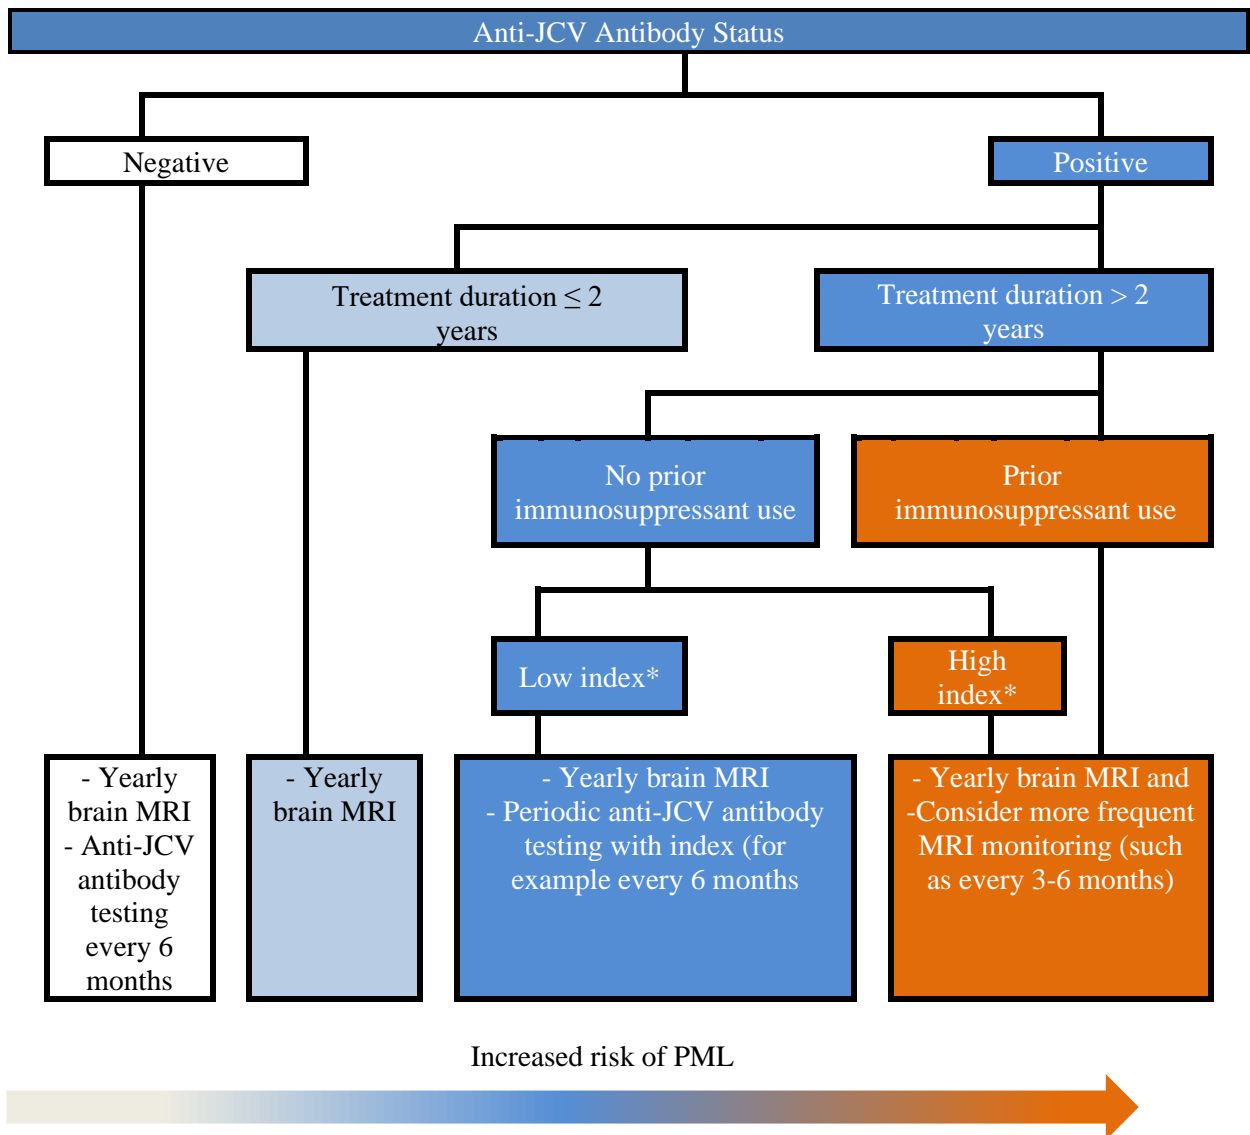 Anti-JCV Antibody Status
Negative
Positive
Treatment duration ≤ 2
years
Treatment duration > 2
years
No prior
immunosuppressant use
Prior
immunosuppressant use
Low index*
High
index*
- Yearly
brain MRI
- Anti-JCV
antibody
testing
every 6
months
- Yearly
brain MRI
- Yearly brain MRI
- Periodic anti-JCV antibody
testing with index (for
example every 6 months
- Yearly brain MRI and
-Consider more frequent
MRI monitoring (such
as every 3-6 months)
Increased risk of PML